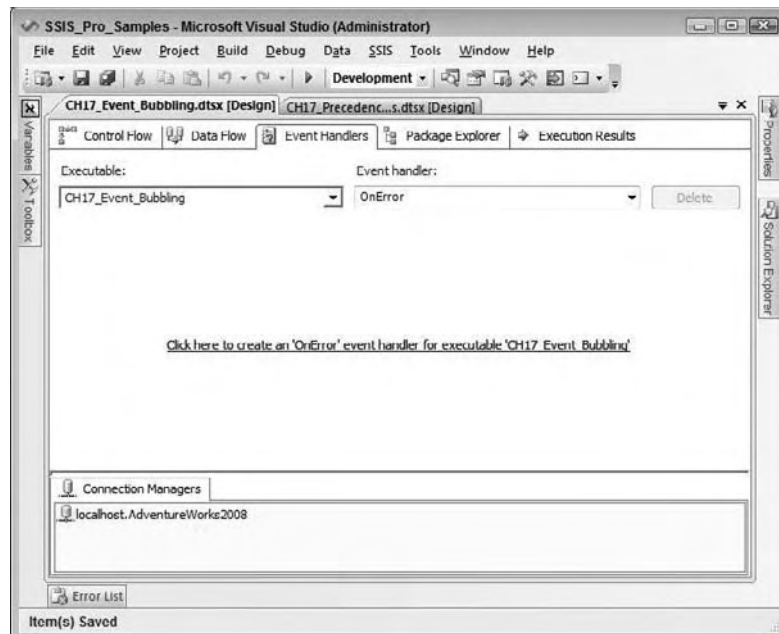 SSIS_Pro_Samples - Microsoft Visual Studio (Administrator)
File Edit View Project Build Debug Data SSIS Tools Window Help
Development
CH17_Event_Bubbling.dtsx [Design] CH17_Precedenc...s.dtsx [Design]
Control Flow Data Flow Event Handlers Package Explorer Execution Results
Variables
Toolbox
Properties
Solution Explorer
Executable: Event handler:
CH17_Event_Bubbling OnError Delete
Click here to create an 'OnError' event handler for executable 'CH17_Event_Bubbling'
Connection Managers
localhost.AdventureWorks2008
Error List
Item(s) Saved